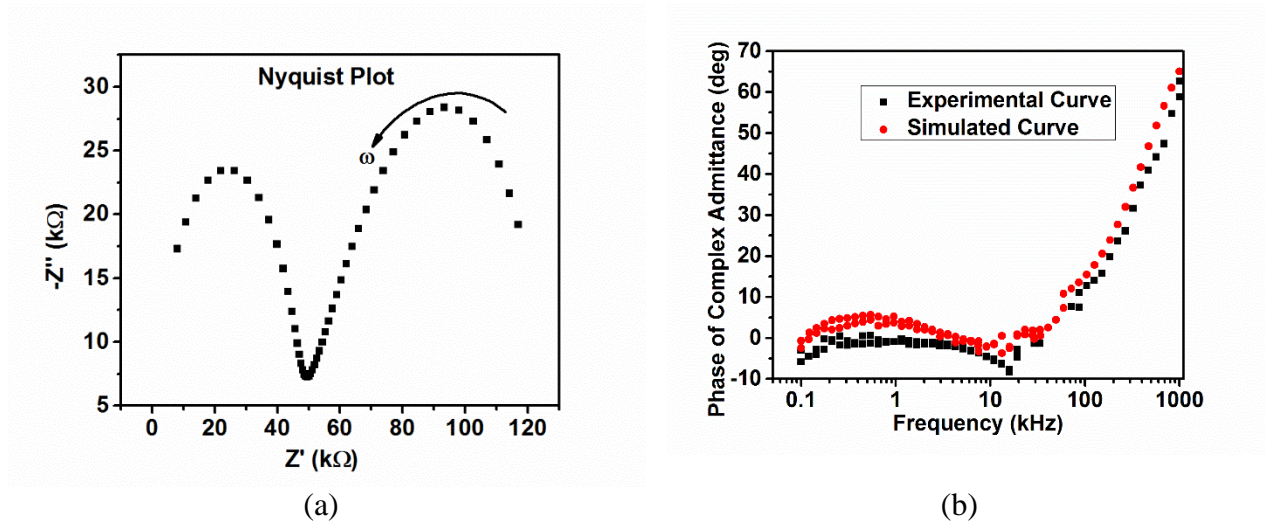 Nyquist Plot
ω
30
25
20
15
10
5
-Z'' (kΩ)
0 20 40 60 80 100 120
Z' (kΩ)
(a)
70
60
50
40
30
20
10
0
-10
Phase of Complex Admittance (deg)
Experimental Curve
Simulated Curve
0.1 1 10 100 1000
Frequency (kHz)
(b)